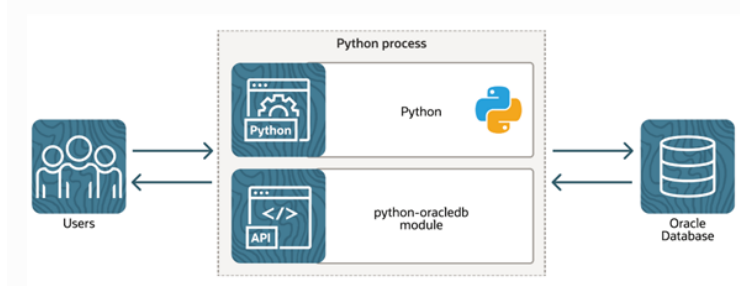 Python process
Python
Python
Users
python-oracledb
module
</>
API
Oracle
Database